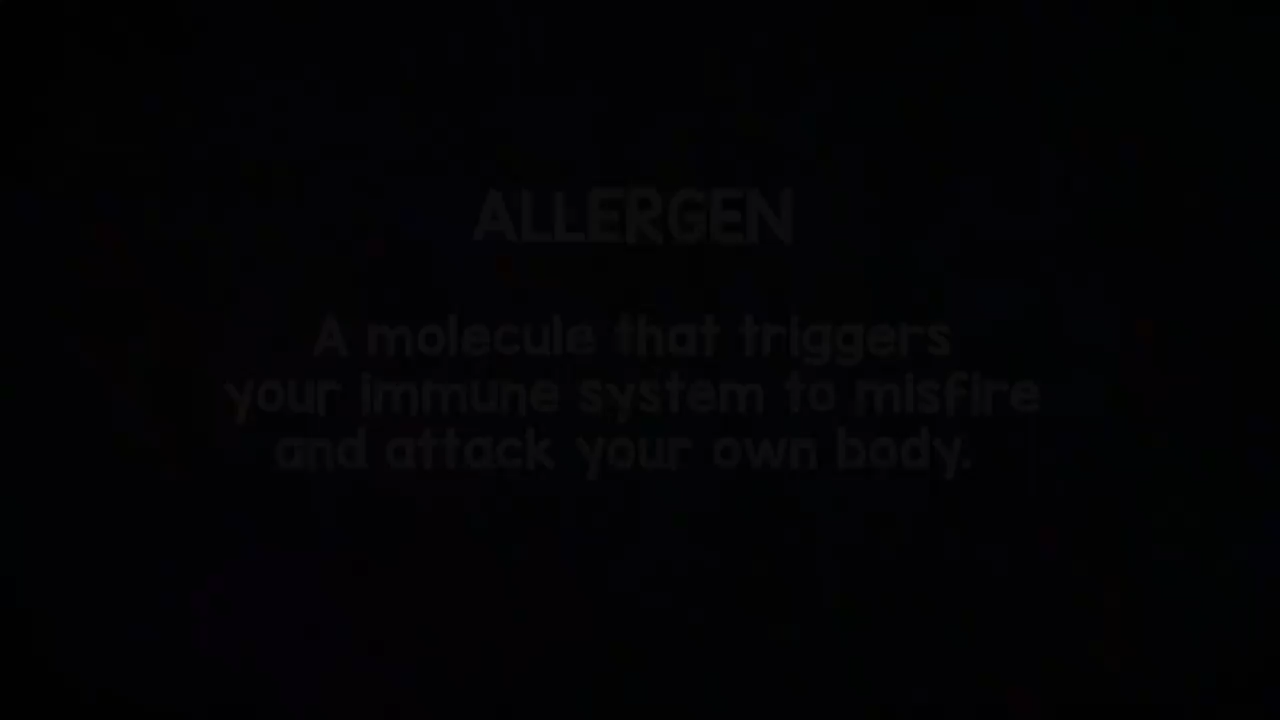 ALLERGEN
A molecule that triggers
your immune system to misfire
and attack your own body.